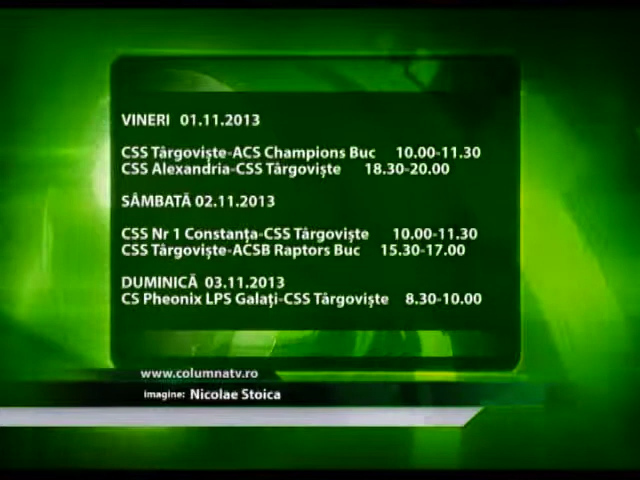 VINERI 01.11.2013
CSS Târgoviște-ACS Champions Buc 10.00-11.30
CSS Alexandria-CSS Târgoviște 18.30-20.00
SÂMBATĂ 02.11.2013
CSS Nr 1 Constanța-CSS Târgoviște 10.00-11.30
CSS Târgoviște-ACSB Raptors Buc 15.30-17.00
DUMINICĂ 03.11.2013
CS Pheonix LPS Galați-CSS Târgoviște 8.30-10.00
www.columnatv.ro
imagine: Nicolae Stoica